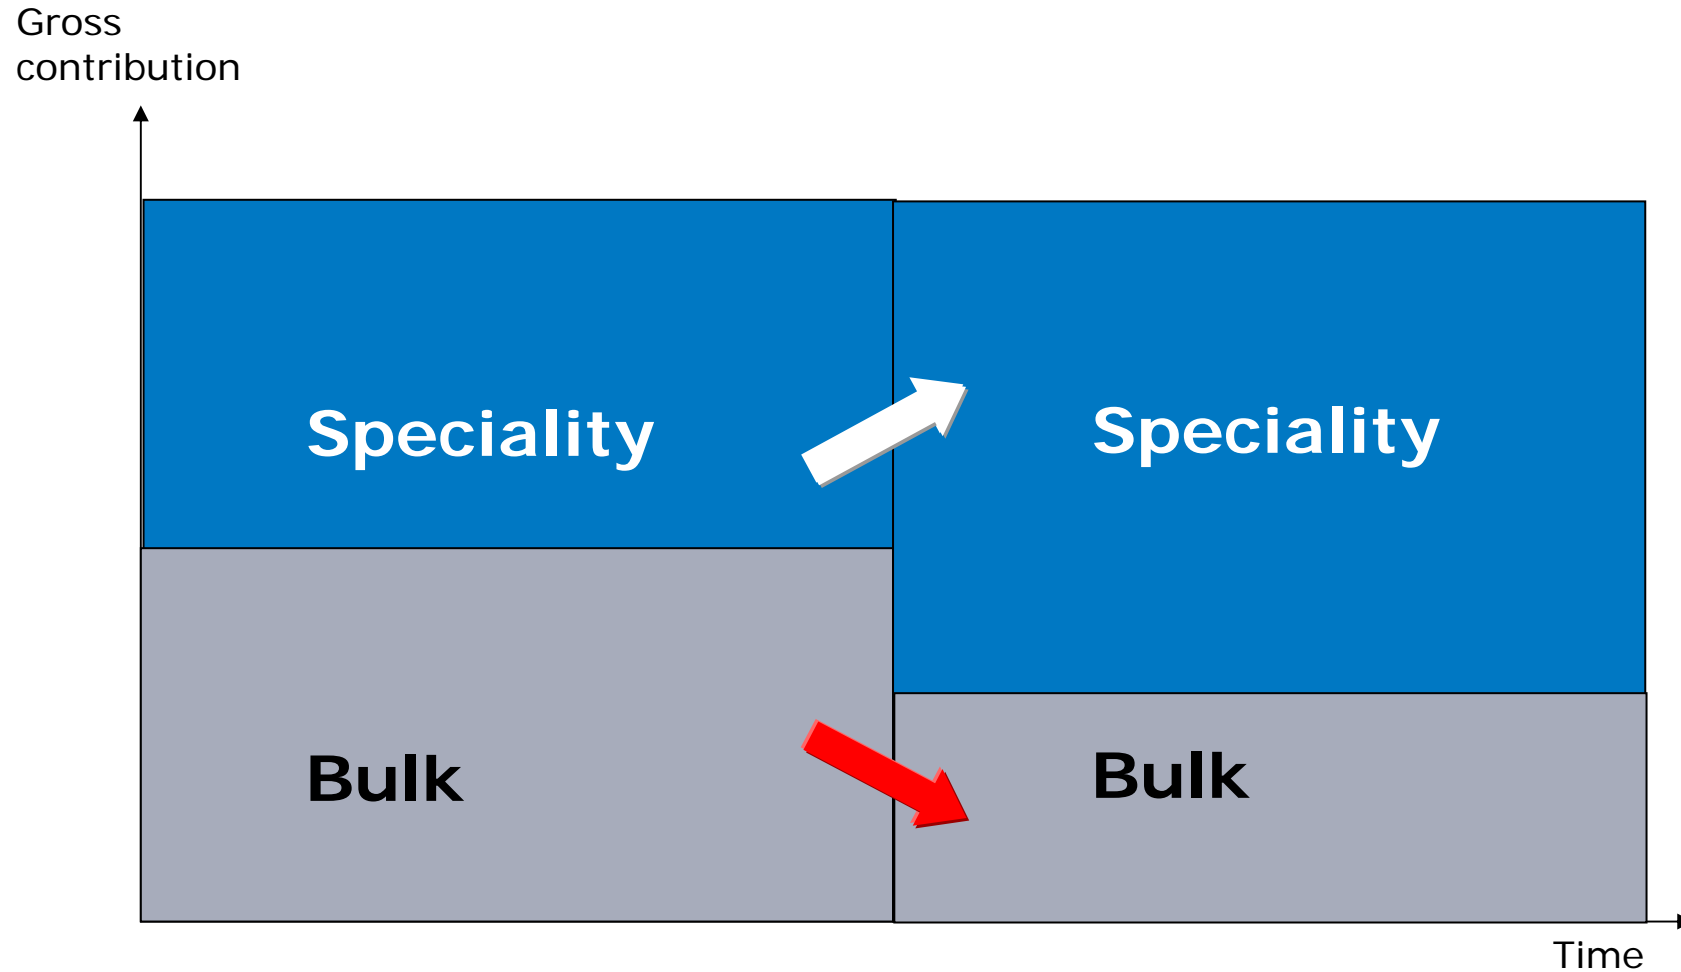 Gross
contribution
Speciality
Speciality
Bulk
Bulk
Time